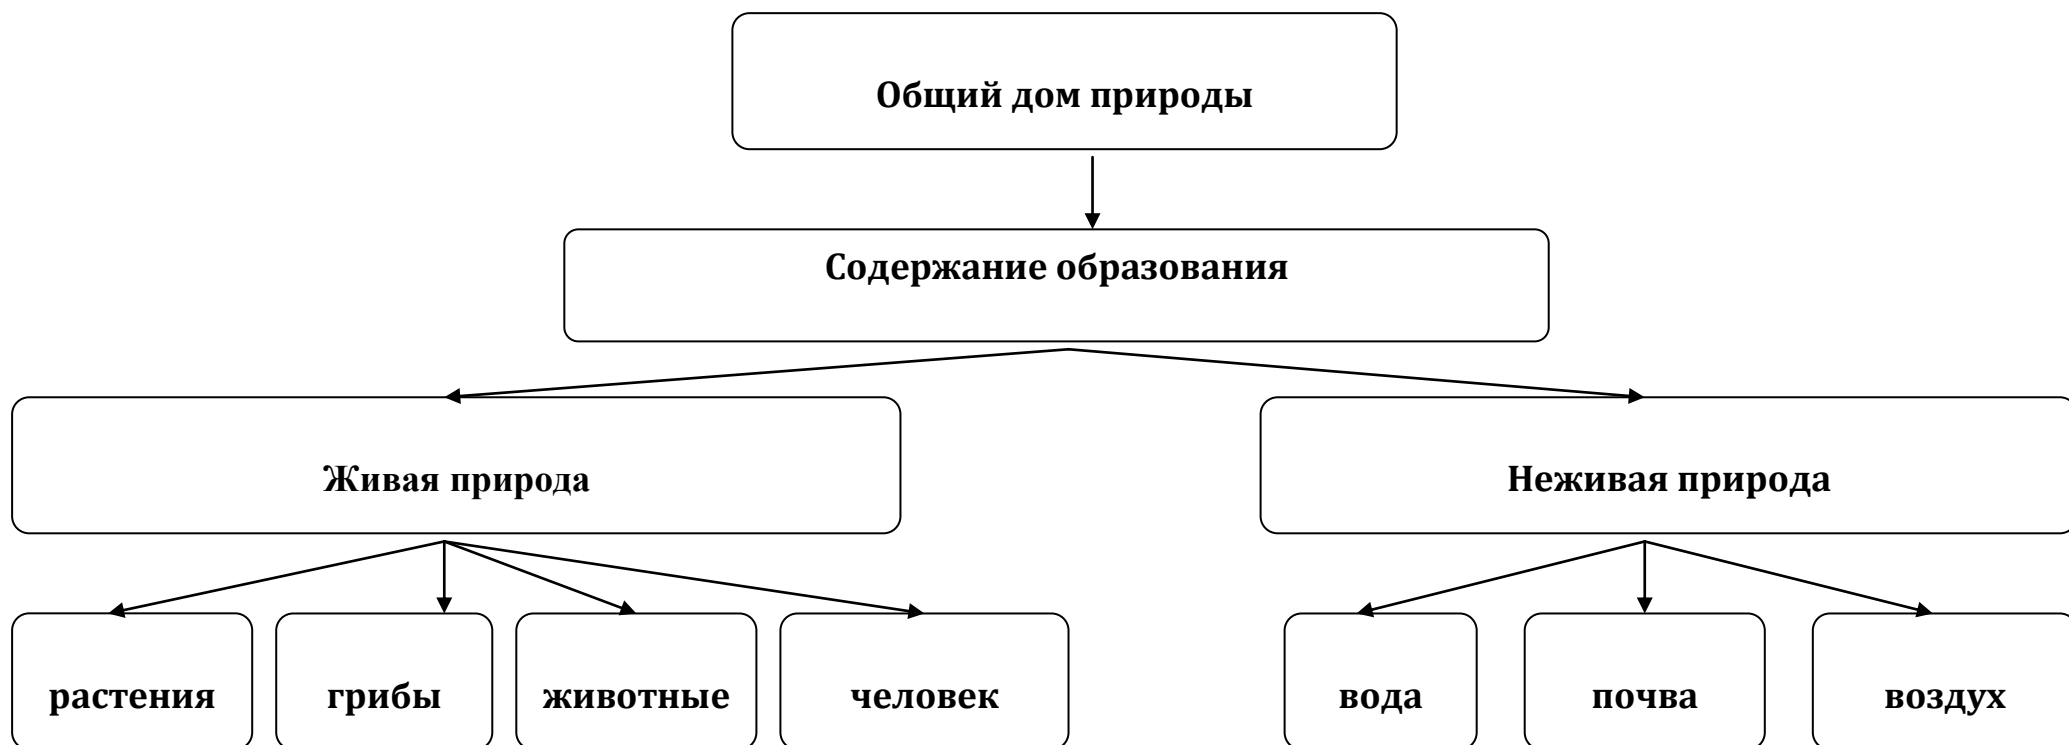 Общий дом природы
Содержание образования
Живая природа
Неживая природа
растения
грибы
животные
человек
вода
почва
воздух